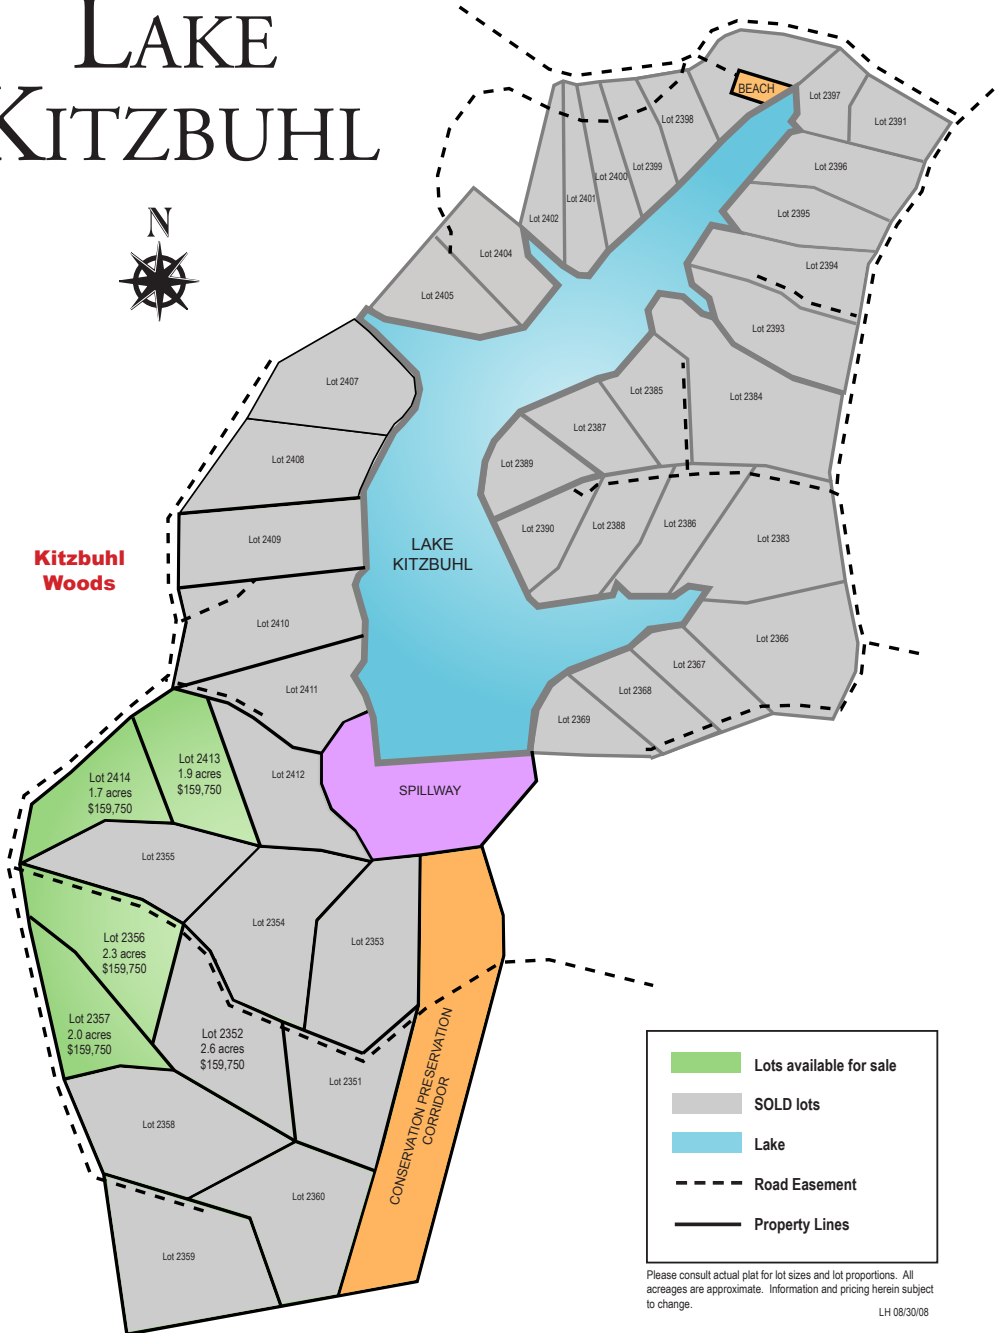 LAKE
KITZBUHL
N
BEACH
Lot 2397
Lot 2391
Lot 2398
Lot 2399
Lot 2400
Lot 2401
Lot 2402
Lot 2396
Lot 2395
Lot 2394
Lot 2393
Lot 2404
Lot 2405
Lot 2407
Lot 2408
Lot 2409
Lot 2410
Lot 2411
Lot 2412
Lot 2385
Lot 2384
Lot 2387
Lot 2389
Lot 2390
Lot 2388
Lot 2386
Lot 2383
Lot 2366
Lot 2367
Lot 2368
Lot 2369
LAKE
KITZBUHL
Kitzbuhl
Woods
SPILLWAY
Lot 2413
1.9 acres
$159,750
Lot 2414
1.7 acres
$159,750
Lot 2355
Lot 2354
Lot 2353
Lot 2356
2.3 acres
$159,750
Lot 2357
2.0 acres
$159,750
Lot 2352
2.6 acres
$159,750
Lot 2351
Lot 2358
Lot 2360
Lot 2359
CONSERVATION PRESERVATION
CORRIDOR
Lots available for sale
SOLD lots
Lake
Road Easement
Property Lines
Please consult actual plat for lot sizes and lot proportions. All
acreages are approximate. Information and pricing herein subject
to change.
LH 08/30/08